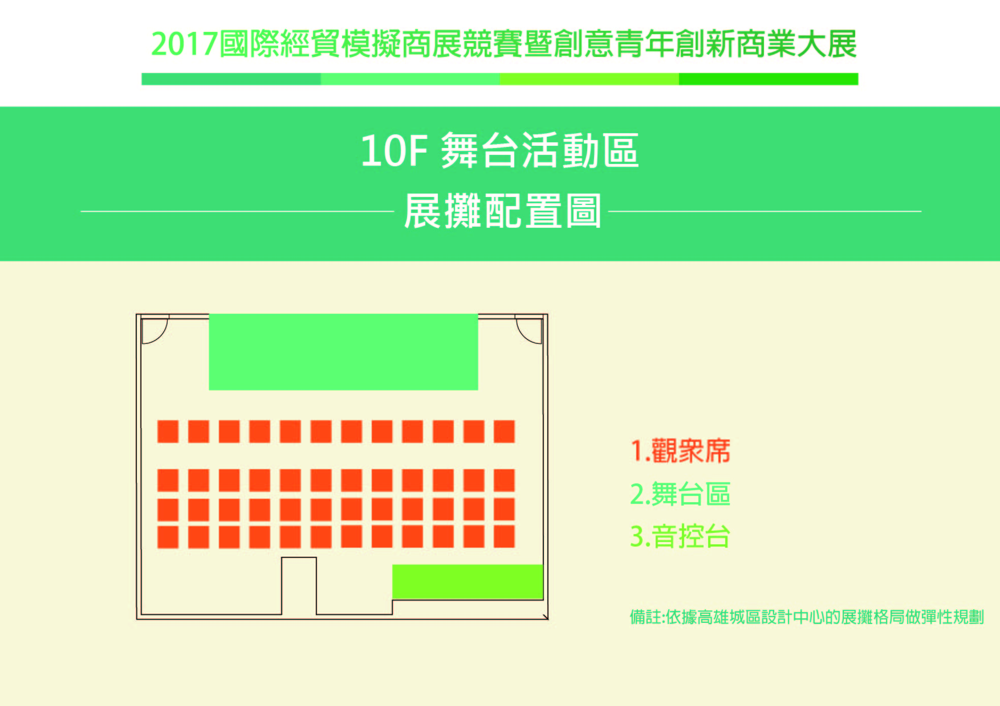 2017國際經貿模擬商展競賽暨創意青年創新商業大展
10F 舞台活動區
展攤配置圖
1.觀眾席
2.舞台區
3.音控台
備註:依據高雄城區設計中心的展攤格局做彈性規劃